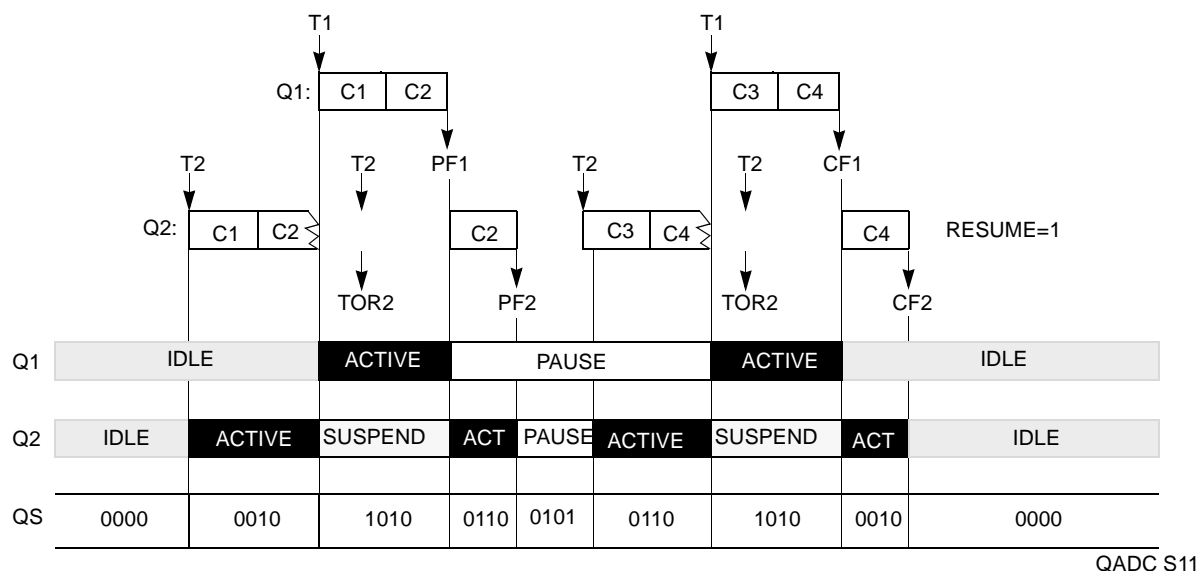 T1 T1
Q1: C1 C2 C3 C4
T2 T2 PF1 T2 T2 CF1
Q2: C1 C2 C2 C3 C4 C4 RESUME=1
TOR2 PF2 TOR2 CF2
Q1 IDLE ACTIVE PAUSE ACTIVE IDLE
Q2 IDLE ACTIVE SUSPEND ACT PAUSE ACTIVE SUSPEND ACT IDLE
QS 0000 0010 1010 0110 0101 0110 1010 0010 0000
QADC S11